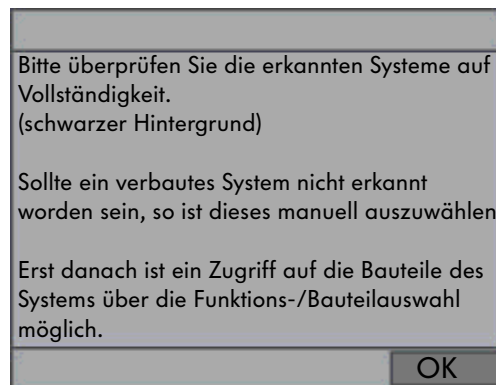 Bitte überprüfen Sie die erkannten Systeme auf
Vollständigkeit.
(schwarzer Hintergrund)
Sollte ein verbautes System nicht erkannt
worden sein, so ist dieses manuell auszuwählen
Erst danach ist ein Zugriff auf die Bauteile des
Systems über die Funktions-/Bauteilauswahl
möglich.
OK